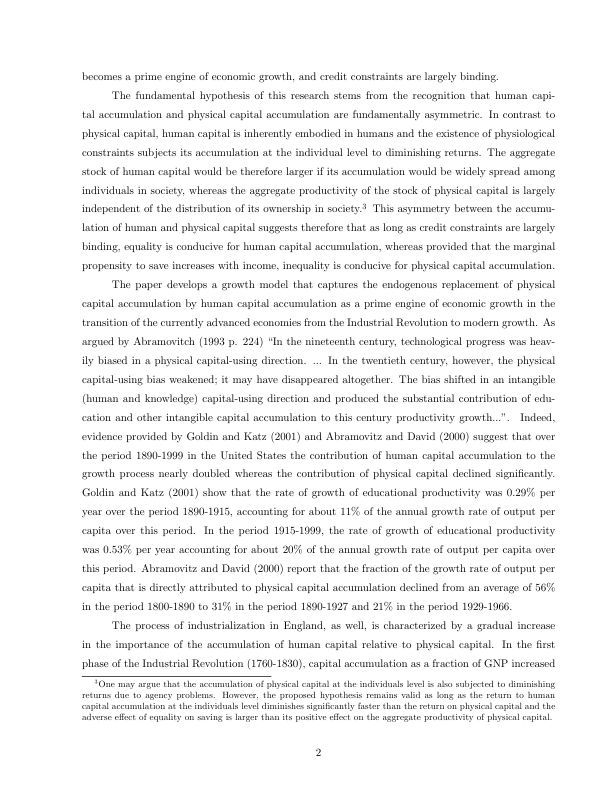 becomes a prime engine of economic growth, and credit constraints are largely binding.
The fundamental hypothesis of this research stems from the recognition that human capi-
tal accumulation and physical capital accumulation are fundamentally asymmetric. In contrast to
physical capital, human capital is inherently embodied in humans and the existence of physiological
constraints subjects its accumulation at the individual level to diminishing returns. The aggregate
stock of human capital would be therefore larger if its accumulation would be widely spread among
individuals in society, whereas the aggregate productivity of the stock of physical capital is largely
independent of the distribution of its ownership in society.3 This asymmetry between the accumu-
lation of human and physical capital suggests therefore that as long as credit constraints are largely
binding, equality is conducive for human capital accumulation, whereas provided that the marginal
propensity to save increases with income, inequality is conducive for physical capital accumulation.
The paper develops a growth model that captures the endogenous replacement of physical
capital accumulation by human capital accumulation as a prime engine of economic growth in the
transition of the currently advanced economies from the Industrial Revolution to modern growth. As
argued by Abramovitch (1993 p. 224) “In the nineteenth century, technological progress was heav-
ily biased in a physical capital-using direction. ... In the twentieth century, however, the physical
capital-using bias weakened; it may have disappeared altogether. The bias shifted in an intangible
(human and knowledge) capital-using direction and produced the substantial contribution of edu-
cation and other intangible capital accumulation to this century productivity growth...”. Indeed,
evidence provided by Goldin and Katz (2001) and Abramovitz and David (2000) suggest that over
the period 1890-1999 in the United States the contribution of human capital accumulation to the
growth process nearly doubled whereas the contribution of physical capital declined significantly.
Goldin and Katz (2001) show that the rate of growth of educational productivity was 0.29% per
year over the period 1890-1915, accounting for about 11% of the annual growth rate of output per
capita over this period. In the period 1915-1999, the rate of growth of educational productivity
was 0.53% per year accounting for about 20% of the annual growth rate of output per capita over
this period. Abramovitz and David (2000) report that the fraction of the growth rate of output per
capita that is directly attributed to physical capital accumulation declined from an average of 56%
in the period 1800-1890 to 31% in the period 1890-1927 and 21% in the period 1929-1966.
The process of industrialization in England, as well, is characterized by a gradual increase
in the importance of the accumulation of human capital relative to physical capital. In the first
phase of the Industrial Revolution (1760-1830), capital accumulation as a fraction of GNP increased
3One may argue that the accumulation of physical capital at the individuals level is also subjected to diminishing
returns due to agency problems. However, the proposed hypothesis remains valid as long as the return to human
capital accumulation at the individuals level diminishes significantly faster than the return on physical capital and the
adverse effect of equality on saving is larger than its positive effect on the aggregate productivity of physical capital.
2